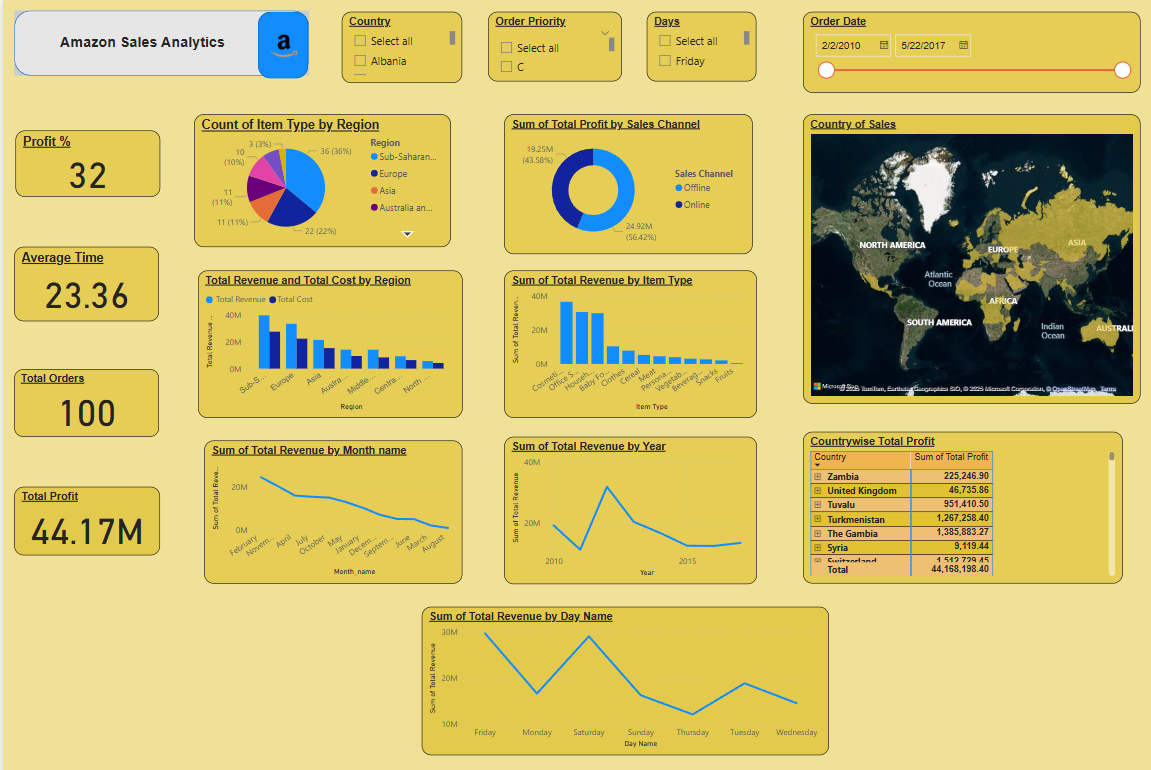 Amazon Sales Analytics
a
Country
Select all
Albania
Order Priority
Select all
C
Days
Select all
Friday
Order Date
2/2/2010
5/22/2017
Profit %
32
Average Time
23.36
Total Orders
100
Total Profit
44.17M
Count of Item Type by Region
3 (3%)
10
(10%)
11
(11%)
11 (11%)
22 (22%)
36 (36%)
Region
Sub-Saharan...
Europe
Asia
Australia an...
Sum of Total Profit by Sales Channel
19.25M
(43.58%)
24.92M
(56.42%)
Sales Channel
Offline
Online
Country of Sales
NORTH AMERICA
EUROPE
ASIA
Atlantic
Ocean
AFRICA
SOUTH AMERICA
Indian
Ocean
AUSTRALI
© 2025 TomTom, Earthstar Geographics SIO, © 2025 Microsoft Corporation, © OpenStreetMap, Terms
Total Revenue and Total Cost by Region
Total Revenue
Total Cost
Total Revenue ...
40M
20M
0M
Sub-S...
Europe
Asia
Austra...
Middle...
Centra...
North ...
Region
Sum of Total Revenue by Item Type
Sum of Total Reven...
40M
20M
0M
Cosmeti...
Office S...
Househ...
Baby Fo...
Clothes
Cereal
Meat
Persona...
Vegetab...
Beverag...
Snacks
Fruits
Item Type
Sum of Total Revenue by Month name
Sum of Total Reve...
20M
0M
February
Novem...
April
July
October
May
January
Decem...
Septem...
June
March
August
Month_name
Sum of Total Revenue by Year
Sum of Total Revenue
40M
20M
2010
2015
Year
Countrywise Total Profit
Country
Sum of Total Profit
Zambia 225,246.90
United Kingdom 46,735.86
Tuvalu 951,410.50
Turkmenistan 1,267,258.40
The Gambia 1,385,883.27
Syria 9,119.44
Switzerland 1,512,729.45
Total 44,168,198.40
Sum of Total Revenue by Day Name
Sum of Total Revenue
30M
20M
10M
Friday
Monday
Saturday
Sunday
Thursday
Tuesday
Wednesday
Day Name